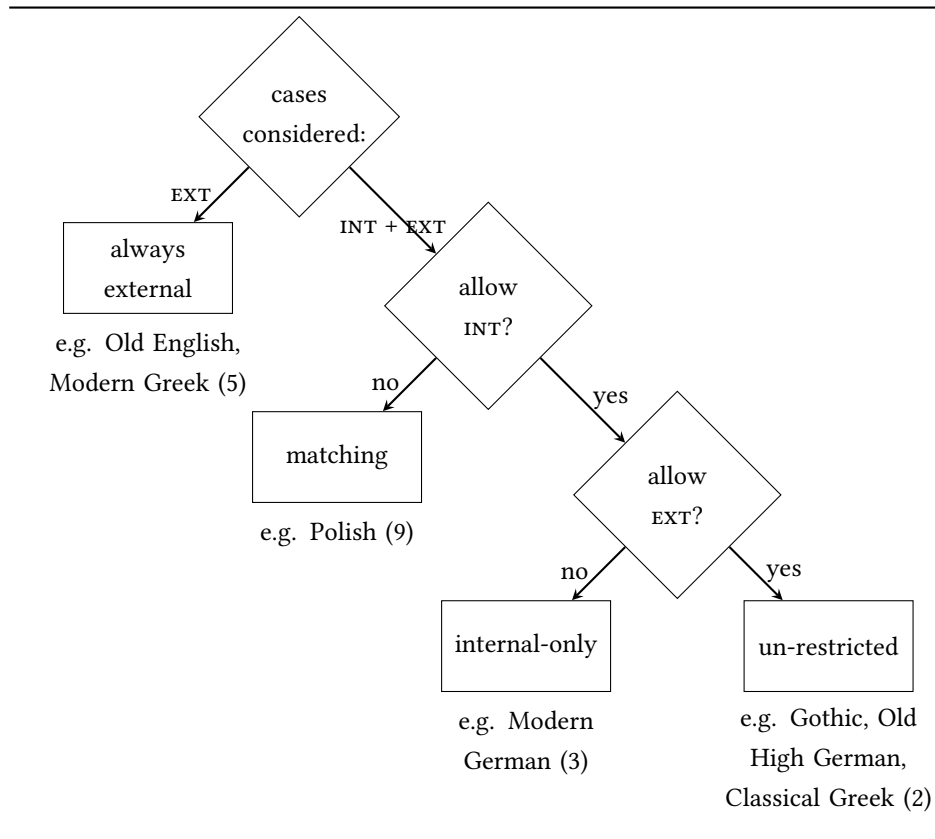 cases
considered:
EXT
INT + EXT
always
external
e.g. Old English,
Modern Greek (5)
allow
INT?
no
yes
matching
e.g. Polish (9)
allow
EXT?
no
yes
internal-only
un-restricted
e.g. Modern
German (3)
e.g. Gothic, Old
High German,
Classical Greek (2)